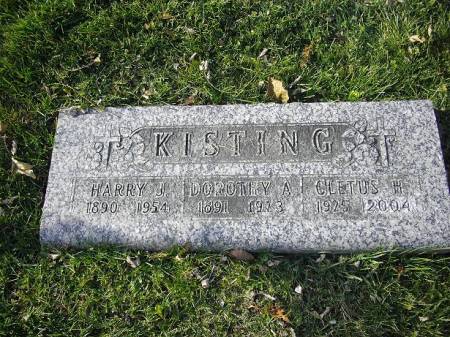 KISTING
HARRY J. DOROTHY A. CLETUS H.
1890 1954 1891 1973 1925 2004